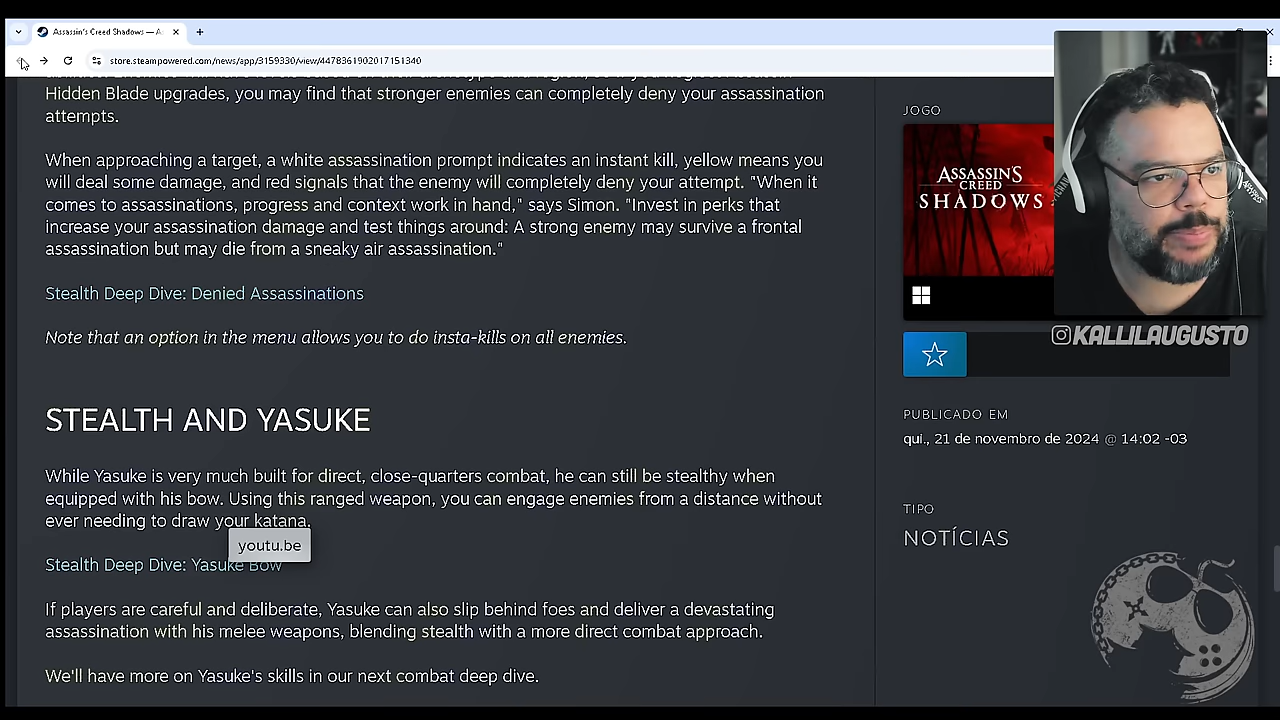 Assassin's Creed Shadows — A
store.steampowered.com/news/app/3159330/view/4478361902017151340
Hidden Blade upgrades, you may find that stronger enemies can completely deny your assassination
attempts.
When approaching a target, a white assassination prompt indicates an instant kill, yellow means you
will deal some damage, and red signals that the enemy will completely deny your attempt. "When it
comes to assassinations, progress and context work in hand," says Simon. "Invest in perks that
increase your assassination damage and test things around: A strong enemy may survive a frontal
assassination but may die from a sneaky air assassination."
Stealth Deep Dive: Denied Assassinations
Note that an option in the menu allows you to do insta-kills on all enemies.
STEALTH AND YASUKE
While Yasuke is very much built for direct, close-quarters combat, he can still be stealthy when
equipped with his bow. Using this ranged weapon, you can engage enemies from a distance without
ever needing to draw your katana.
youtu.be
Stealth Deep Dive: Yasuke Bow
If players are careful and deliberate, Yasuke can also slip behind foes and deliver a devastating
assassination with his melee weapons, blending stealth with a more direct combat approach.
We'll have more on Yasuke's skills in our next combat deep dive.
JOGO
ASSASSIN'S
CREED
SHADOWS
KALLILAUGUSTO
PUBLICADO EM
qui., 21 de novembro de 2024 @ 14:02 -03
TIPO
NOTÍCIAS